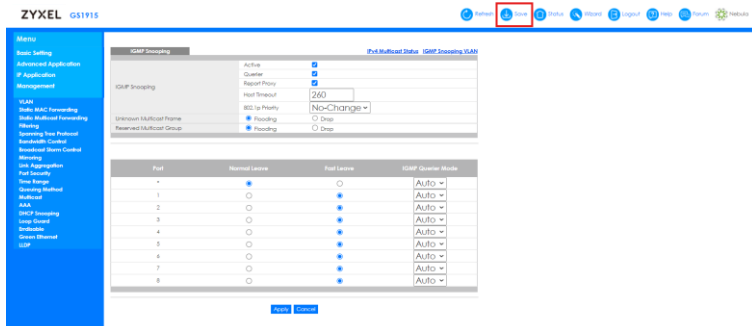 ZYXEL GS1915
Refresh Save Status Wizard Logout Help Forum Nebula
Menu
Basic Setting
Advanced Application
IP Application
Management
VLAN
Static MAC Forwarding
Static Multicast Forwarding
Filtering
Spanning Tree Protocol
Bandwidth Control
Broadcast Storm Control
Mirroring
Link Aggregation
Port Security
Time Range
Queuing Method
Multicast
AAA
DHCP Snooping
Loop Guard
Errdisable
Green Ethernet
LLDP
IGMP Snooping IPv4 Multicast Status IGMP Snooping VLAN
IGMP Snooping
Active
Querier
Report Proxy
Host Timeout 260
802.1p Priority No-Change
Unknown Multicast Frame Flooding Drop
Reserved Multicast Group Flooding Drop
Port Normal Leave Fast Leave IGMP Querier Mode
* Auto
1 Auto
2 Auto
3 Auto
4 Auto
5 Auto
6 Auto
7 Auto
8 Auto
Apply Cancel